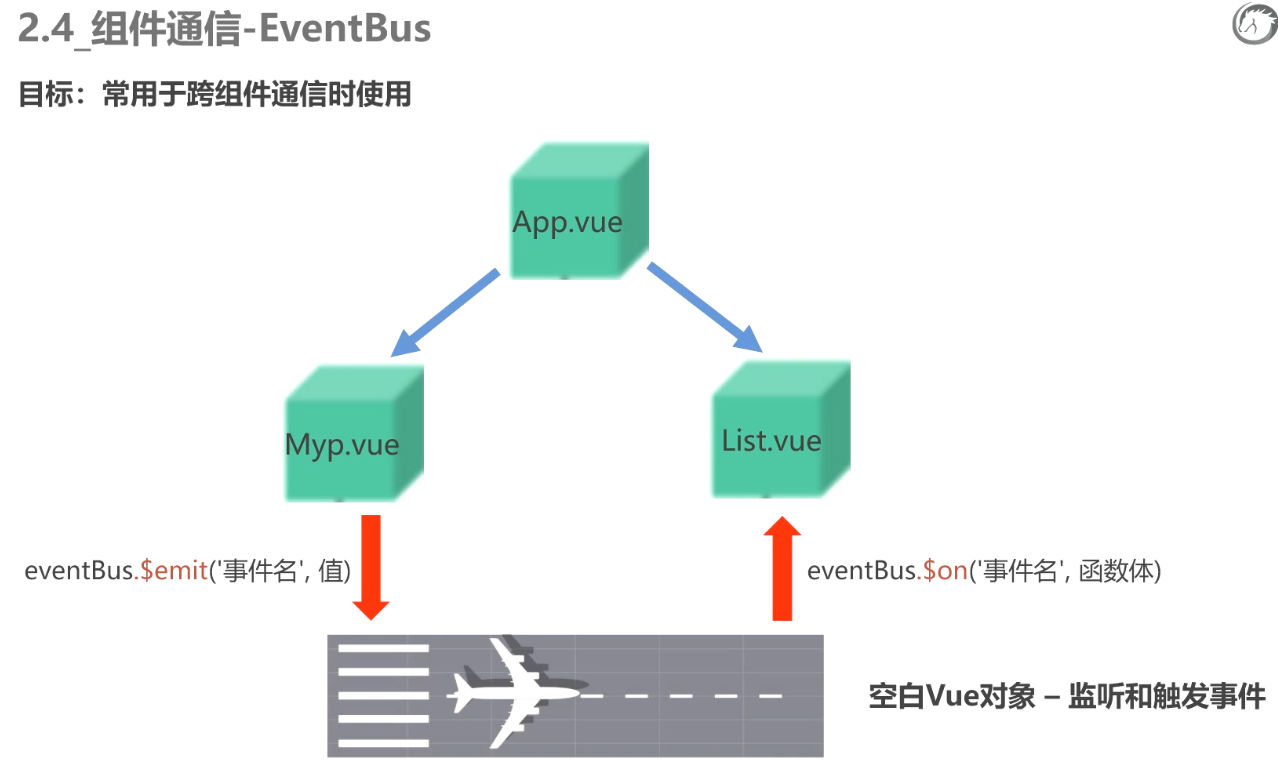 2.4_组件通信-EventBus
目标：常用于跨组件通信时使用
App.vue
Myp.vue
List.vue
eventBus.$emit('事件名', 值)
eventBus.$on('事件名', 函数体)
空白Vue对象 – 监听和触发事件